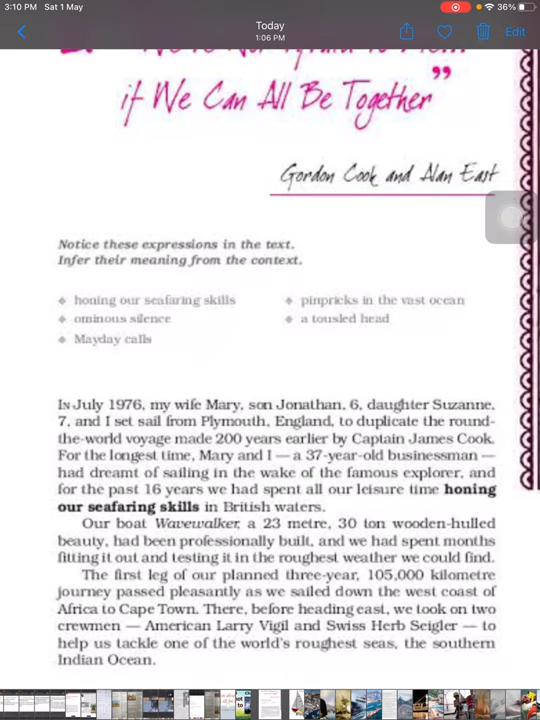 3:10 PM Sat 1 May
36%
Today
1:06 PM
Edit
if We Can All Be Together”
Gordon Cook and Alan East
Notice these expressions in the text.
Infer their meaning from the context.
honing our seafaring skills
pinpricks in the vast ocean
ominous silence
a tousled head
Mayday calls
IN July 1976, my wife Mary, son Jonathan, 6, daughter Suzanne,
7, and I set sail from Plymouth, England, to duplicate the round-
the-world voyage made 200 years earlier by Captain James Cook.
For the longest time, Mary and I — a 37-year-old businessman —
had dreamt of sailing in the wake of the famous explorer, and
for the past 16 years we had spent all our leisure time honing
our seafaring skills in British waters.
Our boat Wavewalker, a 23 metre, 30 ton wooden-hulled
beauty, had been professionally built, and we had spent months
fitting it out and testing it in the roughest weather we could find.
The first leg of our planned three-year, 105,000 kilometre
journey passed pleasantly as we sailed down the west coast of
Africa to Cape Town. There, before heading east, we took on two
crewmen — American Larry Vigil and Swiss Herb Seigler — to
help us tackle one of the world's roughest seas, the southern
Indian Ocean.